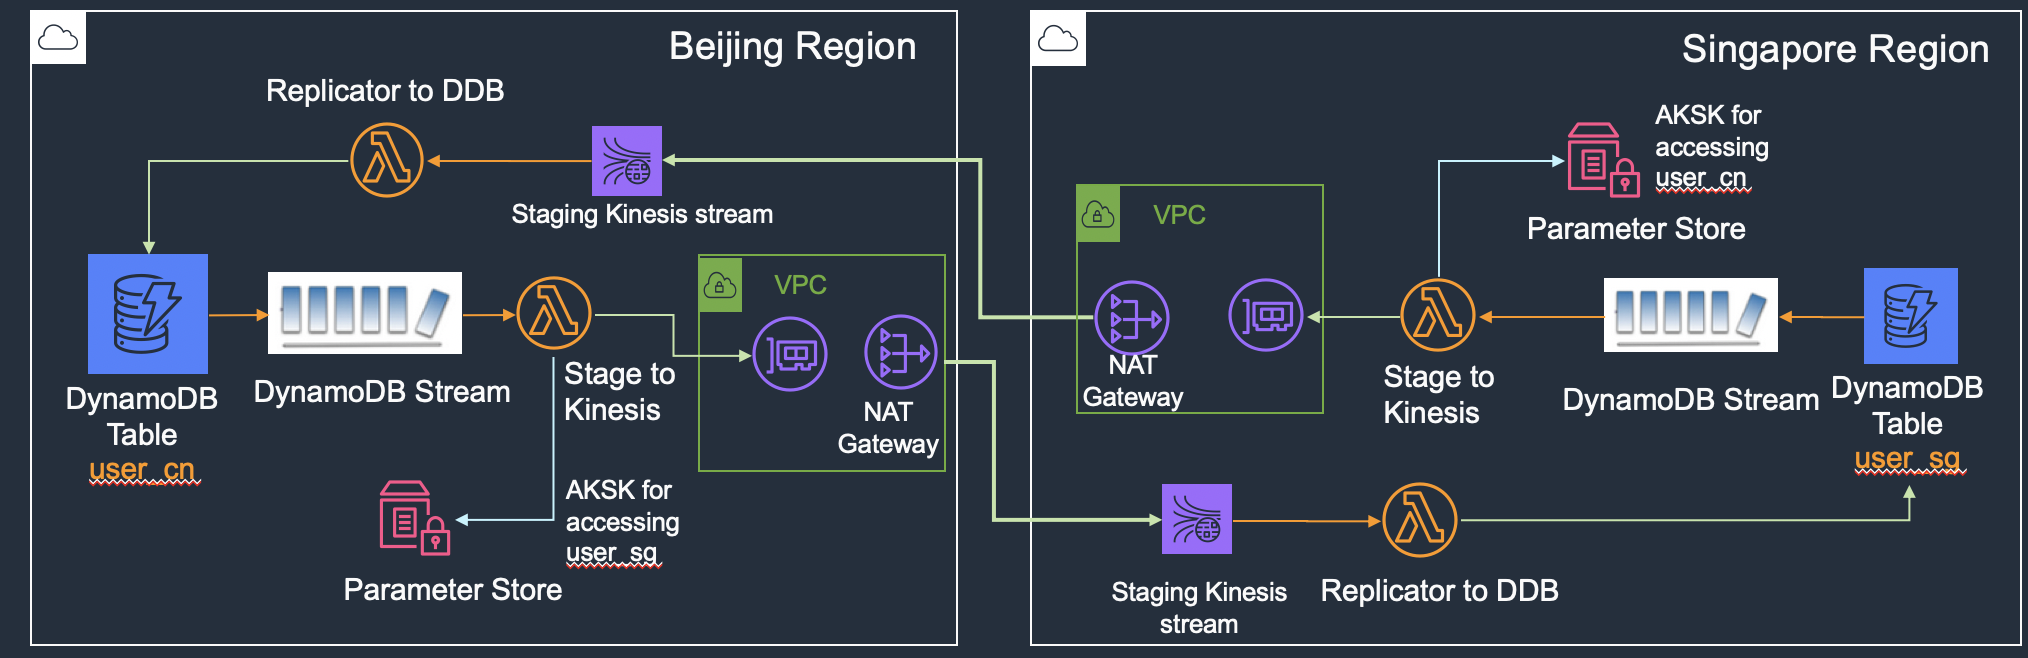 Beijing Region
Replicator to DDB
Staging Kinesis stream
VPC
DynamoDB
Table
user_cn
DynamoDB Stream
Stage to
Kinesis
NAT
Gateway
AKSK for
accessing
user_sg
Parameter Store
Singapore Region
AKSK for
accessing
user_cn
Parameter Store
VPC
NAT
Gateway
Stage to
Kinesis
DynamoDB Stream
DynamoDB
Table
user_sg
Staging Kinesis
stream
Replicator to DDB